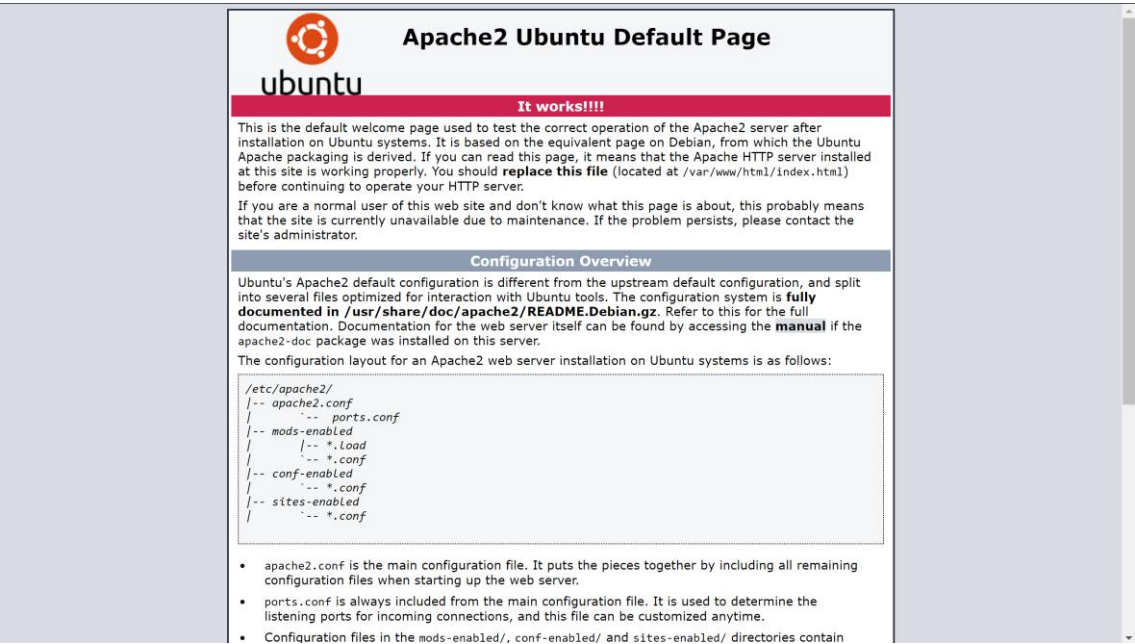 ubuntu
Apache2 Ubuntu Default Page
It works!!!!
This is the default welcome page used to test the correct operation of the Apache2 server after
installation on Ubuntu systems. It is based on the equivalent page on Debian, from which the Ubuntu
Apache packaging is derived. If you can read this page, it means that the Apache HTTP server installed
at this site is working properly. You should replace this file (located at /var/www/html/index.html)
before continuing to operate your HTTP server.
If you are a normal user of this web site and don't know what this page is about, this probably means
that the site is currently unavailable due to maintenance. If the problem persists, please contact the
site's administrator.
Configuration Overview
Ubuntu's Apache2 default configuration is different from the upstream default configuration, and split
into several files optimized for interaction with Ubuntu tools. The configuration system is fully
documented in /usr/share/doc/apache2/README.Debian.gz. Refer to this for the full
documentation. Documentation for the web server itself can be found by accessing the manual if the
apache2-doc package was installed on this server.
The configuration layout for an Apache2 web server installation on Ubuntu systems is as follows:
/etc/apache2/
|-- apache2.conf
|       `--  ports.conf
|-- mods-enabled
|       |-- *.load
|       `-- *.conf
|-- conf-enabled
|       `-- *.conf
|-- sites-enabled
|       `-- *.conf
• apache2.conf is the main configuration file. It puts the pieces together by including all remaining
configuration files when starting up the web server.
• ports.conf is always included from the main configuration file. It is used to determine the
listening ports for incoming connections, and this file can be customized anytime.
• Configuration files in the mods-enabled/, conf-enabled/ and sites-enabled/ directories contain